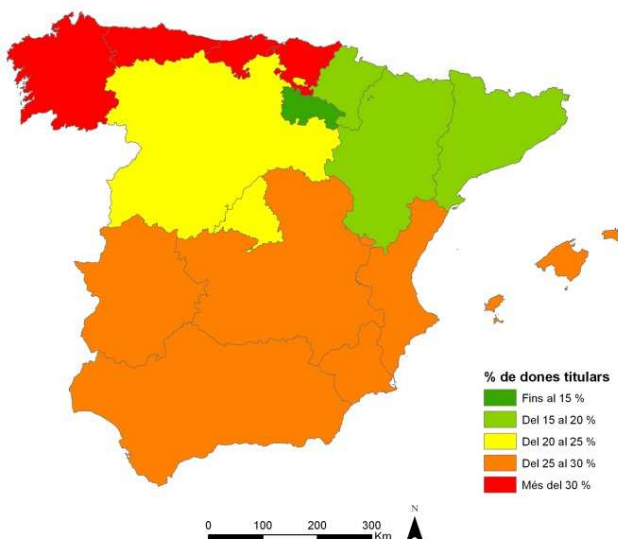 % de dones titulars
Fins al 15 %
Del 15 al 20 %
Del 20 al 25 %
Del 25 al 30 %
Més del 30 %
N
0 100 200 300
Km